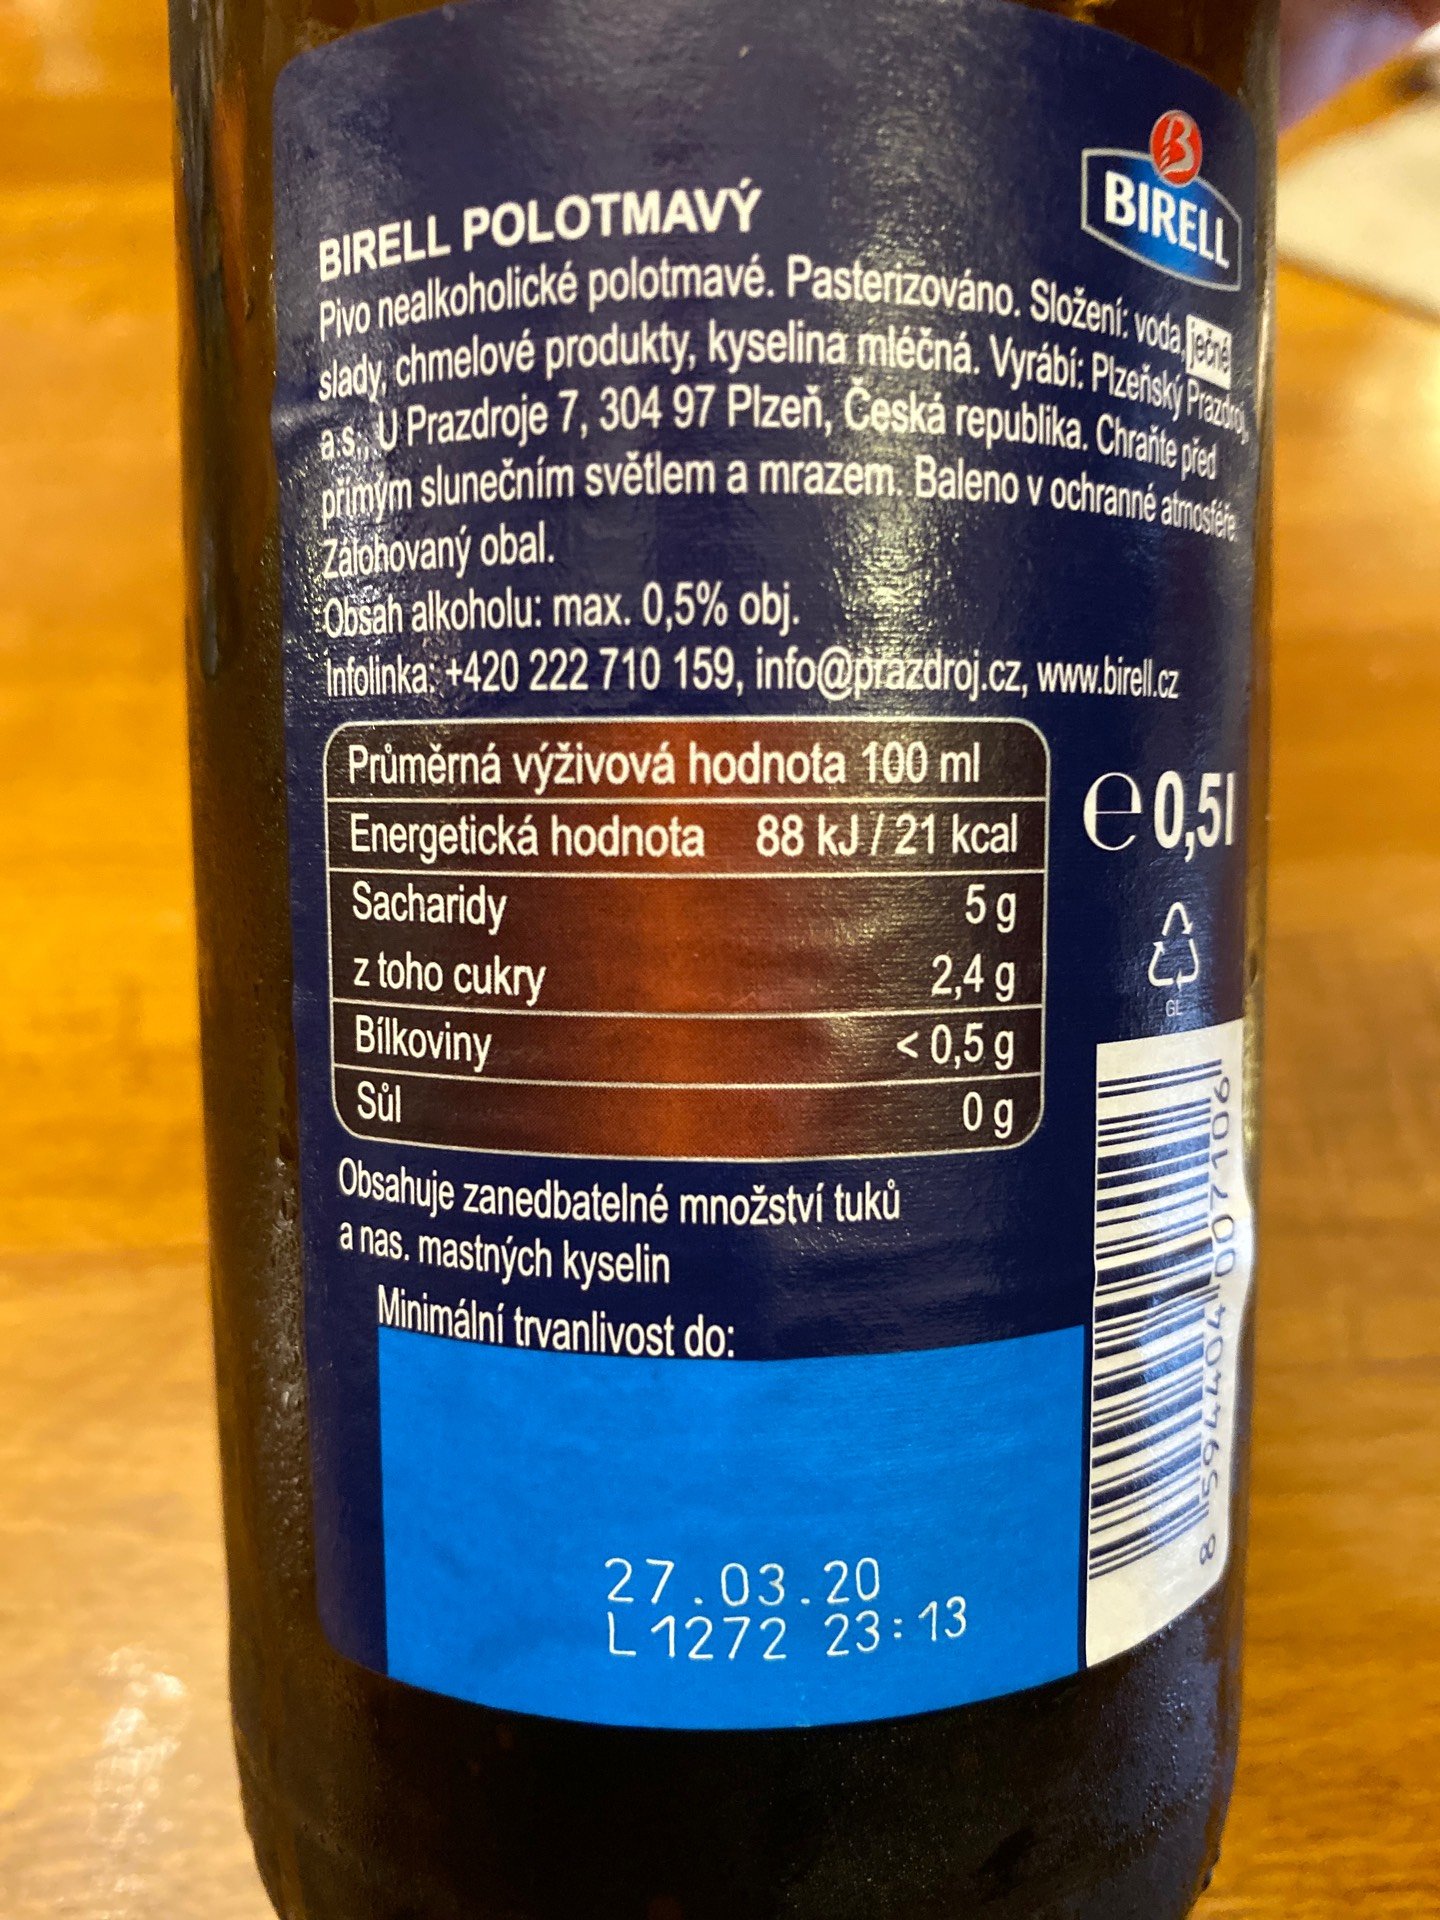 B
BIRELL
BIRELL POLOTMAVÝ
Pivo nealkoholické polotmavé. Pasterizováno. Složení: voda, ječné
slady, chmelové produkty, kyselina mléčná. Vyrábí: Plzeňský Prazdroj,
a.s., U Prazdroje 7, 304 97 Plzeň, Česká republika. Chraňte před
přímým slunečním světlem a mrazem. Baleno v ochranné atmosféře.
Zálohovaný obal.
Obsah alkoholu: max. 0,5% obj.
Infolinka: +420 222 710 159, info@prazdroj.cz, www.birell.cz
Průměrná výživová hodnota 100 ml
Energetická hodnota 88 kJ / 21 kcal
Sacharidy 5 g
z toho cukry 2,4 g
Bílkoviny < 0,5 g
Sůl 0 g
e 0,5l
GL
Obsahuje zanedbatelné množství tuků
a nas. mastných kyselin
Minimální trvanlivost do:
27.03.20
L1272 23:13
8 594404 007106